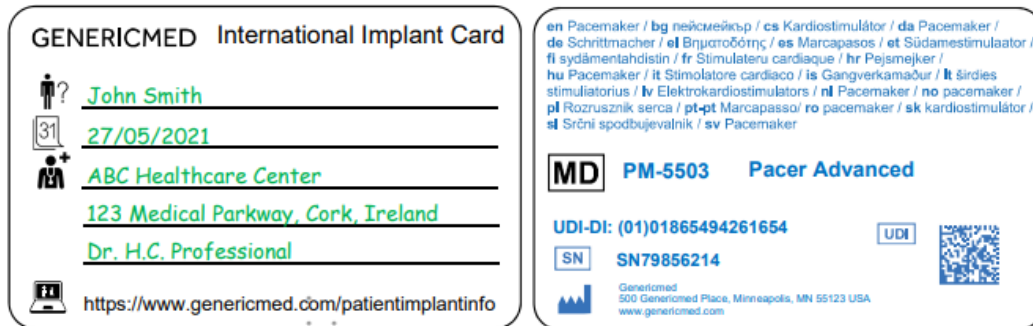 GENERICMED International Implant Card
?
John Smith
31
27/05/2021
ABC Healthcare Center
123 Medical Parkway, Cork, Ireland
Dr. H.C. Professional
https://www.genericmed.com/patientimplantinfo
en Pacemaker / bg пейсмейкър / cs Kardiostimulátor / da Pacemaker /
de Schrittmacher / el Βηματοδότης / es Marcapasos / et Südamestimulaator /
fi sydämentahdistin / fr Stimulateru cardiaque / hr Pejsmejker /
hu Pacemaker / it Stimolatore cardiaco / is Gangverkamaður / lt širdies
stimuliatorius / lv Elektrokardiostimulators / nl Pacemaker / no pacemaker /
pl Rozrusznik serca / pt-pt Marcapasso/ ro pacemaker / sk kardiostimulátor /
sl Srčni spodbujevalnik / sv Pacemaker
MD PM-5503 Pacer Advanced
UDI-DI: (01)01865494261654
UDI
SN SN79856214
Genericmed
500 Genericmed Place, Minneapolis, MN 55123 USA
www.genericmed.com